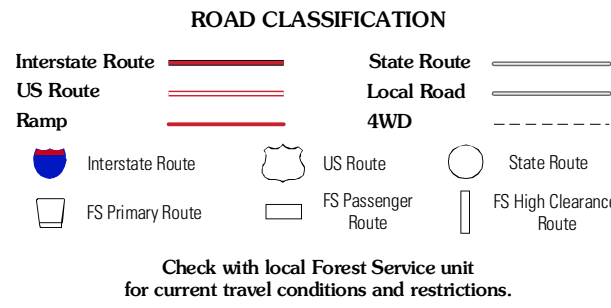 ROAD CLASSIFICATION
Interstate Route
State Route
US Route
Local Road
Ramp
4WD
Interstate Route
US Route
State Route
FS Primary Route
FS Passenger
Route
FS High Clearance
Route
Check with local Forest Service unit
for current travel conditions and restrictions.